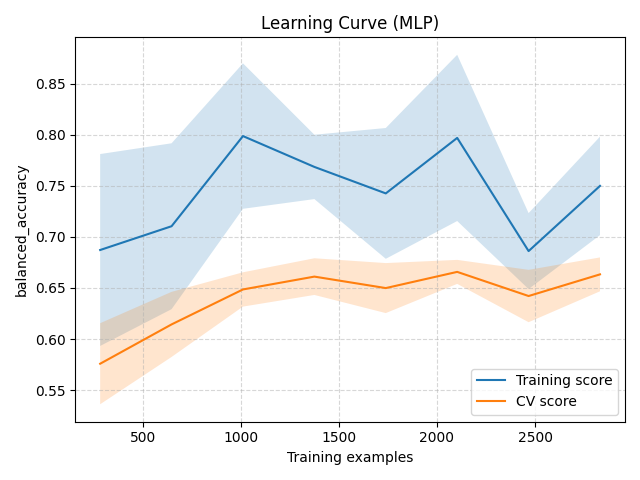 Learning Curve (MLP)
balanced_accuracy
0.85
0.80
0.75
0.70
0.65
0.60
0.55
500
1000
1500
2000
2500
Training examples
Training score
CV score